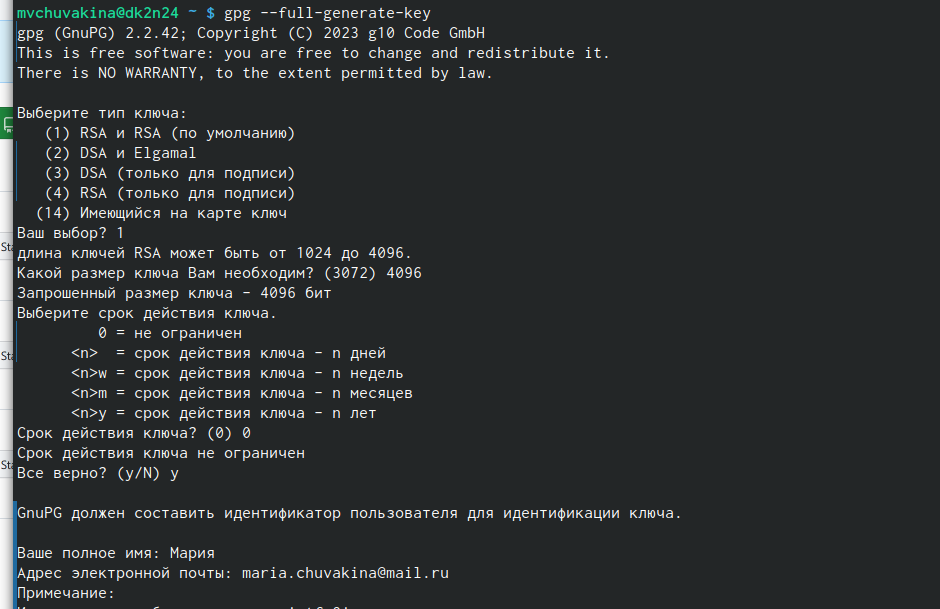 mvchuvakina@dk2n24 ~ $ gpg --full-generate-key
gpg (GnuPG) 2.2.42; Copyright (C) 2023 g10 Code GmbH
This is free software: you are free to change and redistribute it.
There is NO WARRANTY, to the extent permitted by law.
Выберите тип ключа:
(1) RSA и RSA (по умолчанию)
(2) DSA и Elgamal
(3) DSA (только для подписи)
(4) RSA (только для подписи)
(14) Имеющийся на карте ключ
Ваш выбор? 1
длина ключей RSA может быть от 1024 до 4096.
Какой размер ключа Вам необходим? (3072) 4096
Запрошенный размер ключа - 4096 бит
Выберите срок действия ключа.
0 = не ограничен
<n> = срок действия ключа - n дней
<n>w = срок действия ключа - n недель
<n>m = срок действия ключа - n месяцев
<n>y = срок действия ключа - n лет
Срок действия ключа? (0) 0
Срок действия ключа не ограничен
Все верно? (y/N) y
GnuPG должен составить идентификатор пользователя для идентификации ключа.
Ваше полное имя: Мария
Адрес электронной почты: maria.chuvakina@mail.ru
Примечание: